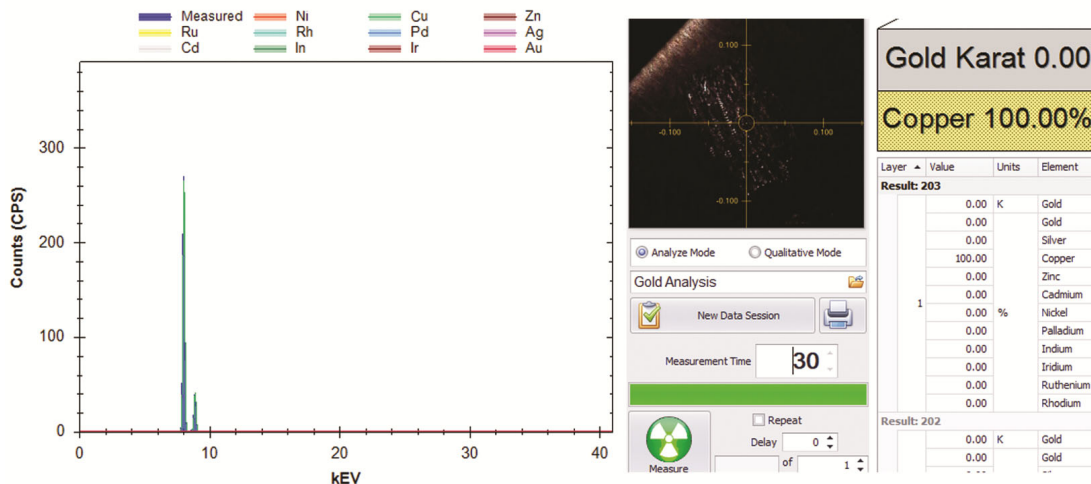 Measured Ni Cu Zn
Ru Rh Pd Ag
Cd In Ir Au
Counts (CPS)
300
200
100
0
0 10 20 30 40
kEV
0.100
-0.100 0.100
-0.100
Analyze Mode Qualitative Mode
Gold Analysis
New Data Session
Measurement Time 30
Repeat
Delay 0
Measure
of 1
Gold Karat 0.00
Copper 100.00%
Layer Value Units Element
Result: 203
0.00 K Gold
0.00 Gold
0.00 Silver
100.00 Copper
0.00 Zinc
0.00 Cadmium
1 0.00 % Nickel
0.00 Palladium
0.00 Indium
0.00 Iridium
0.00 Ruthenium
0.00 Rhodium
Result: 202
0.00 K Gold
0.00 Gold